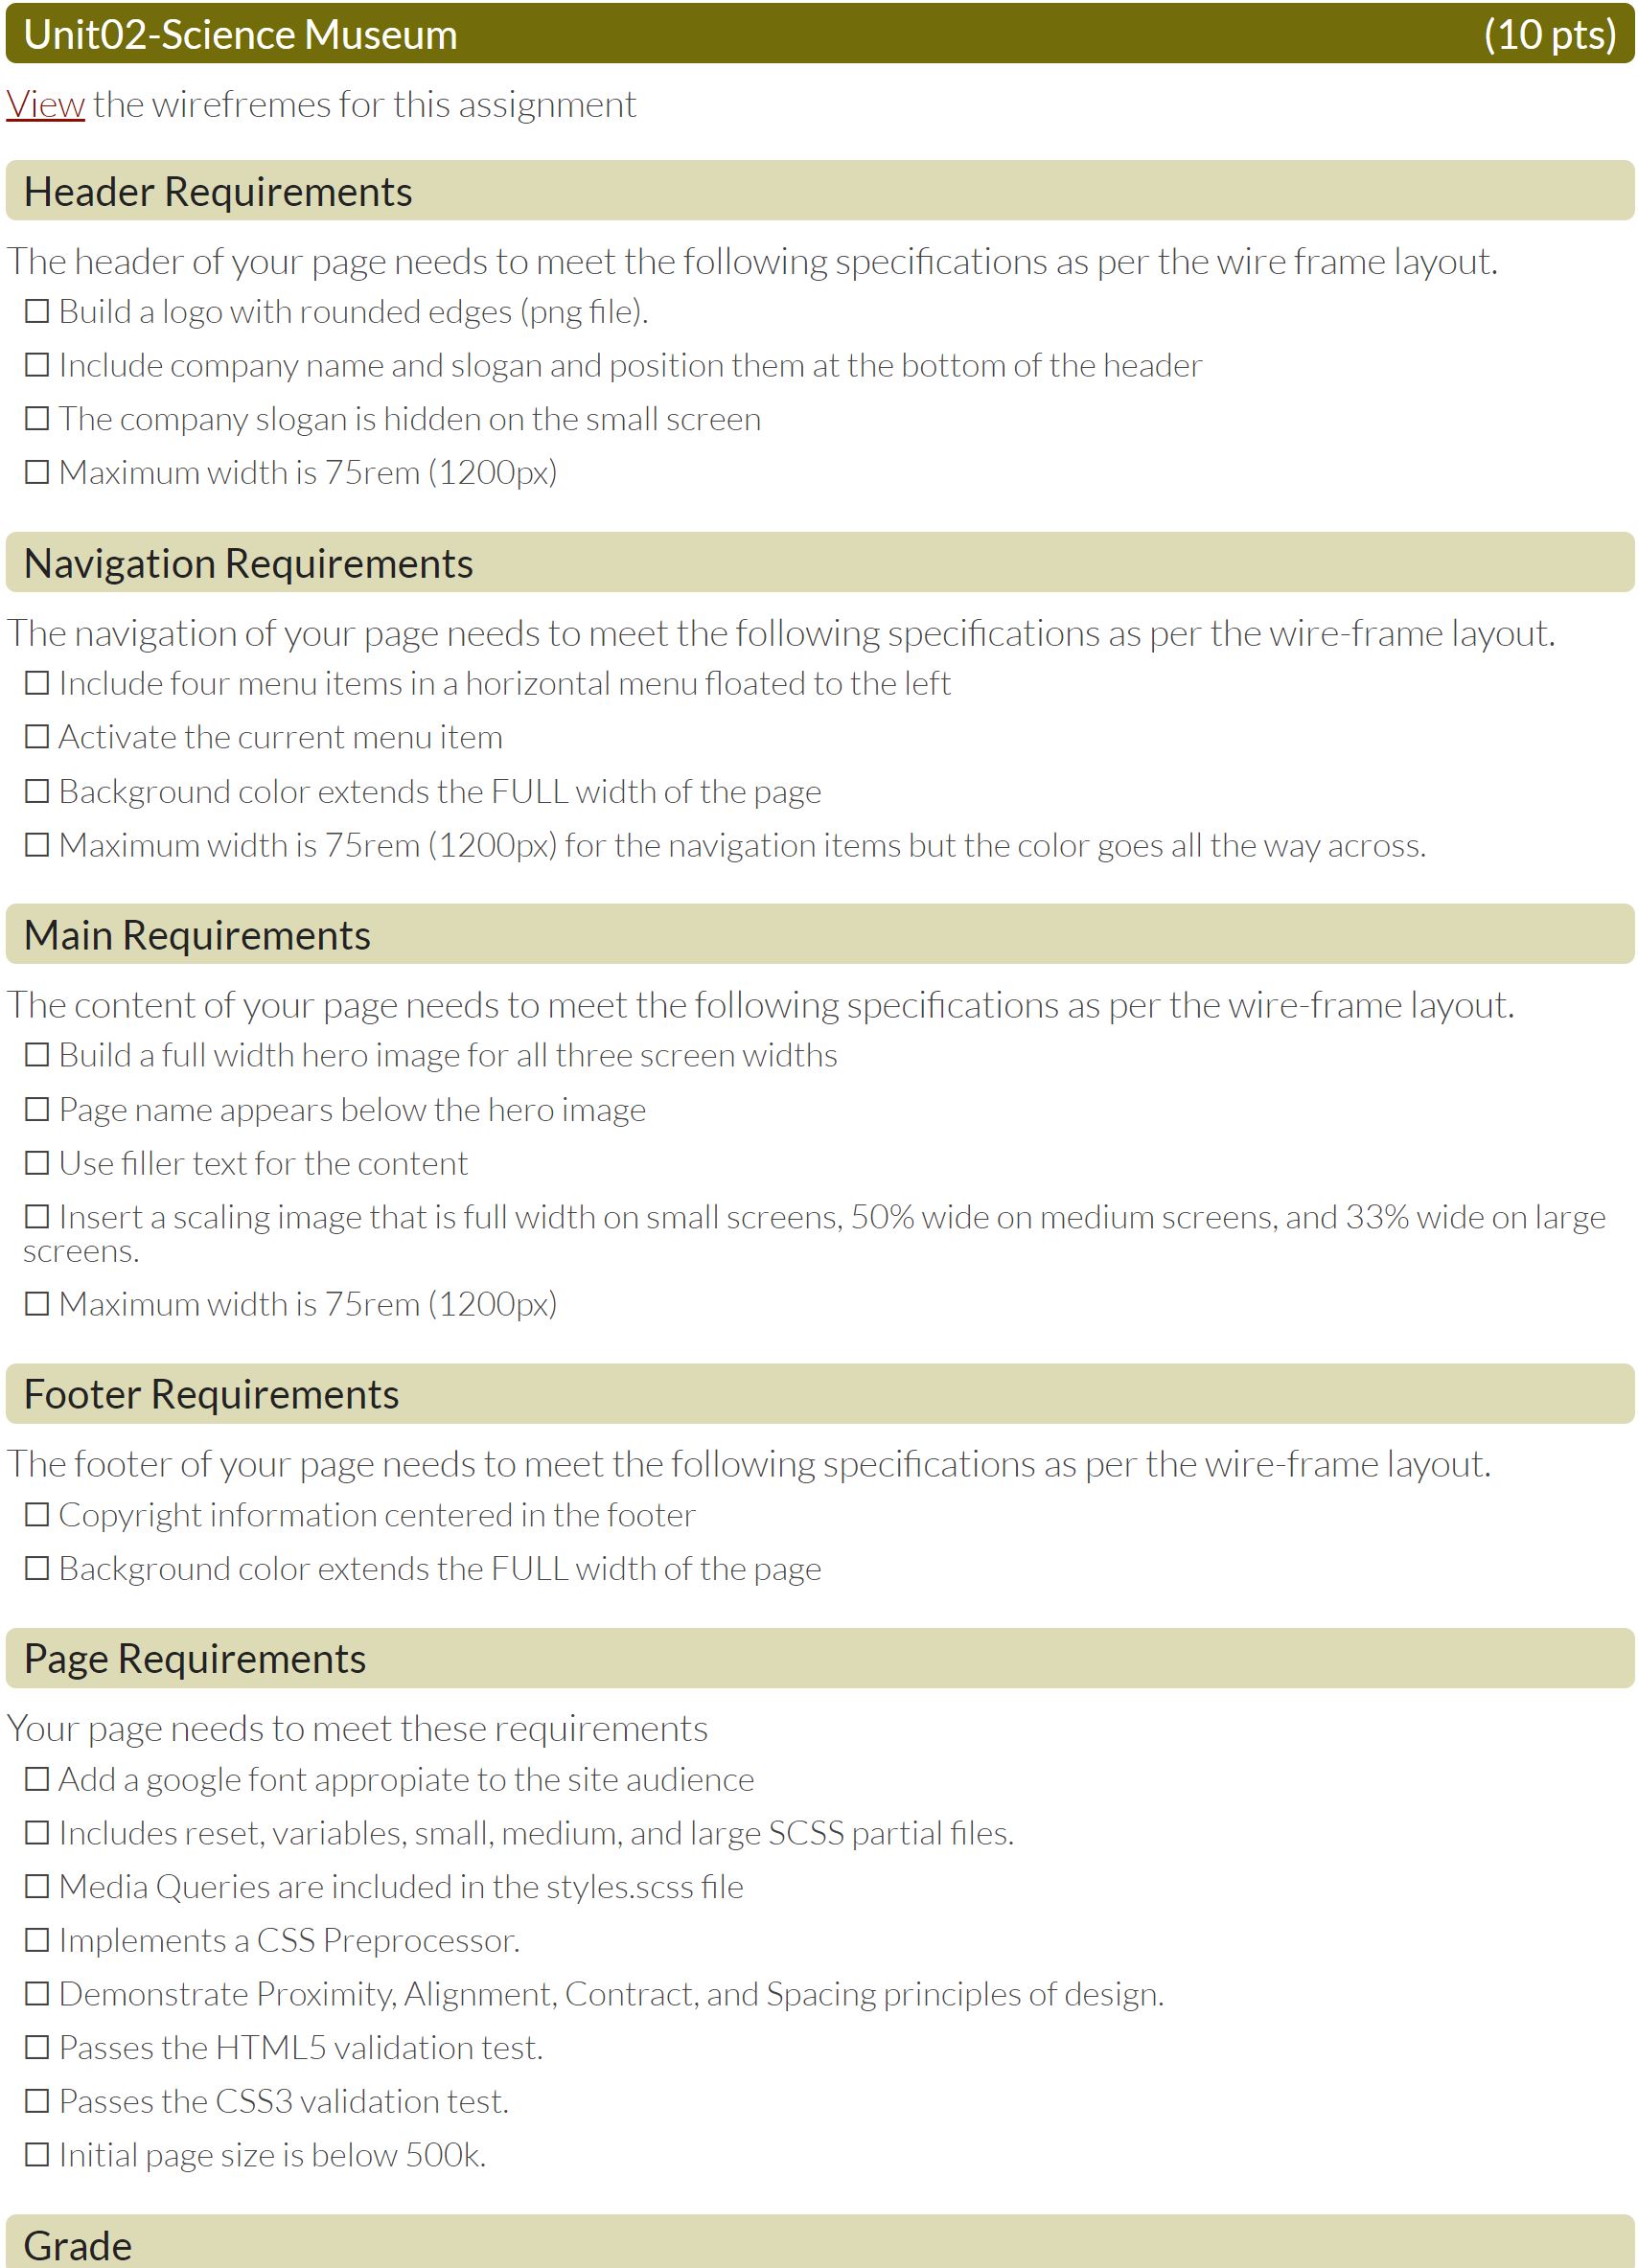 Unit02-Science Museum (10 pts)
View the wirefremes for this assignment
Header Requirements
The header of your page needs to meet the following specifications as per the wire frame layout.
☐ Build a logo with rounded edges (png file).
☐ Include company name and slogan and position them at the bottom of the header
☐ The company slogan is hidden on the small screen
☐ Maximum width is 75rem (1200px)
Navigation Requirements
The navigation of your page needs to meet the following specifications as per the wire-frame layout.
☐ Include four menu items in a horizontal menu floated to the left
☐ Activate the current menu item
☐ Background color extends the FULL width of the page
☐ Maximum width is 75rem (1200px) for the navigation items but the color goes all the way across.
Main Requirements
The content of your page needs to meet the following specifications as per the wire-frame layout.
☐ Build a full width hero image for all three screen widths
☐ Page name appears below the hero image
☐ Use filler text for the content
☐ Insert a scaling image that is full width on small screens, 50% wide on medium screens, and 33% wide on large
screens.
☐ Maximum width is 75rem (1200px)
Footer Requirements
The footer of your page needs to meet the following specifications as per the wire-frame layout.
☐ Copyright information centered in the footer
☐ Background color extends the FULL width of the page
Page Requirements
Your page needs to meet these requirements
☐ Add a google font appropiate to the site audience
☐ Includes reset, variables, small, medium, and large SCSS partial files.
☐ Media Queries are included in the styles.scss file
☐ Implements a CSS Preprocessor.
☐ Demonstrate Proximity, Alignment, Contract, and Spacing principles of design.
☐ Passes the HTML5 validation test.
☐ Passes the CSS3 validation test.
☐ Initial page size is below 500k.
Grade